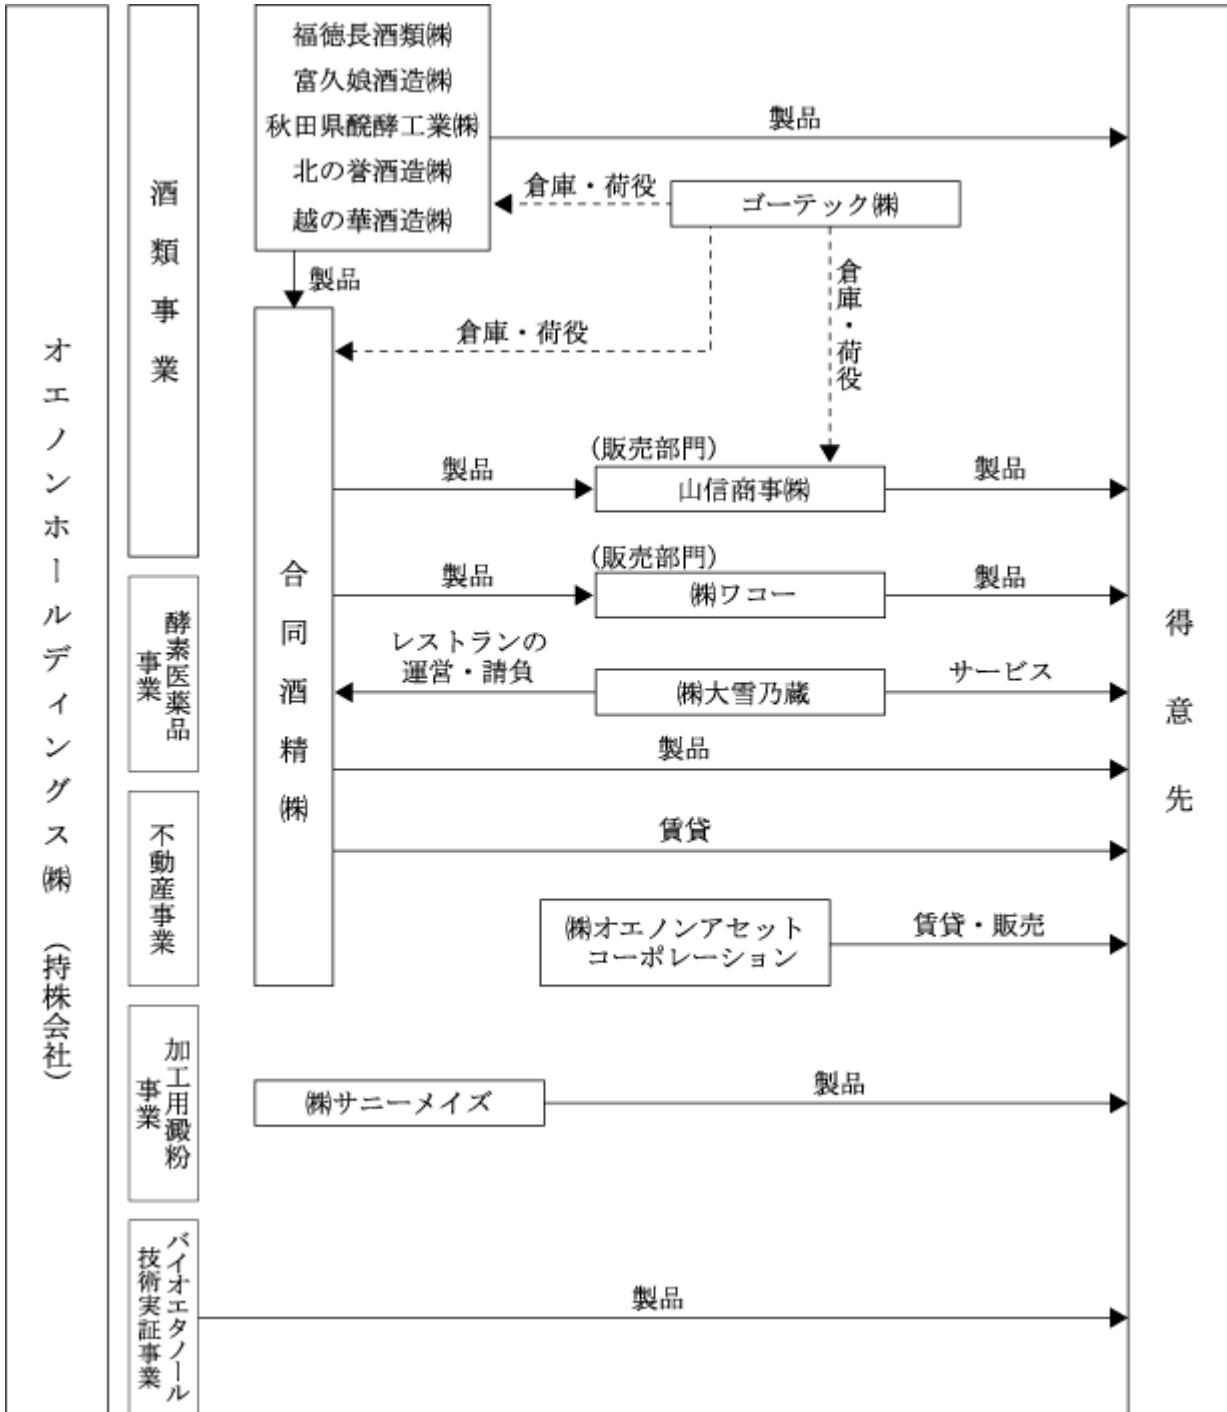 オエノンホールディングス㈱ (持株会社)
酒類事業
酵素医薬品
事業
不動産事業
加工用澱粉
事業
バイオエタノール
技術実証事業
福徳長酒類㈱
富久娘酒造㈱
秋田県醗酵工業㈱
北の誉酒造㈱
越の華酒造㈱
製品
倉庫・荷役
ゴーテック㈱
製品
倉庫・荷役
倉庫・荷役
合同酒精㈱
製品
(販売部門)
山信商事㈱
製品
製品
(販売部門)
㈱ワコー
製品
レストランの
運営・請負
㈱大雪乃蔵
サービス
製品
賃貸
㈱オエノンアセット
コーポレーション
賃貸・販売
㈱サニーメイズ
製品
製品
得意先